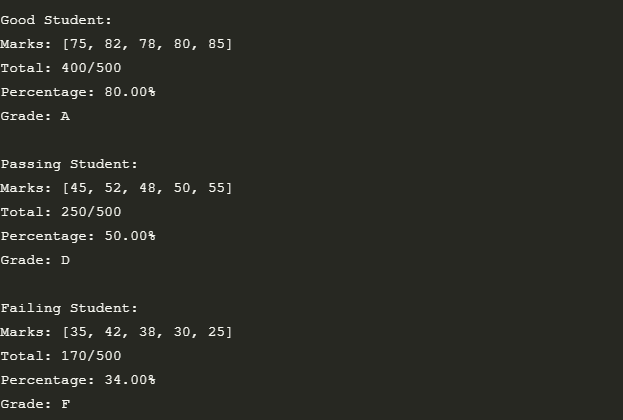 Good Student:
Marks: [75, 82, 78, 80, 85]
Total: 400/500
Percentage: 80.00%
Grade: A
Passing Student:
Marks: [45, 52, 48, 50, 55]
Total: 250/500
Percentage: 50.00%
Grade: D
Failing Student:
Marks: [35, 42, 38, 30, 25]
Total: 170/500
Percentage: 34.00%
Grade: F